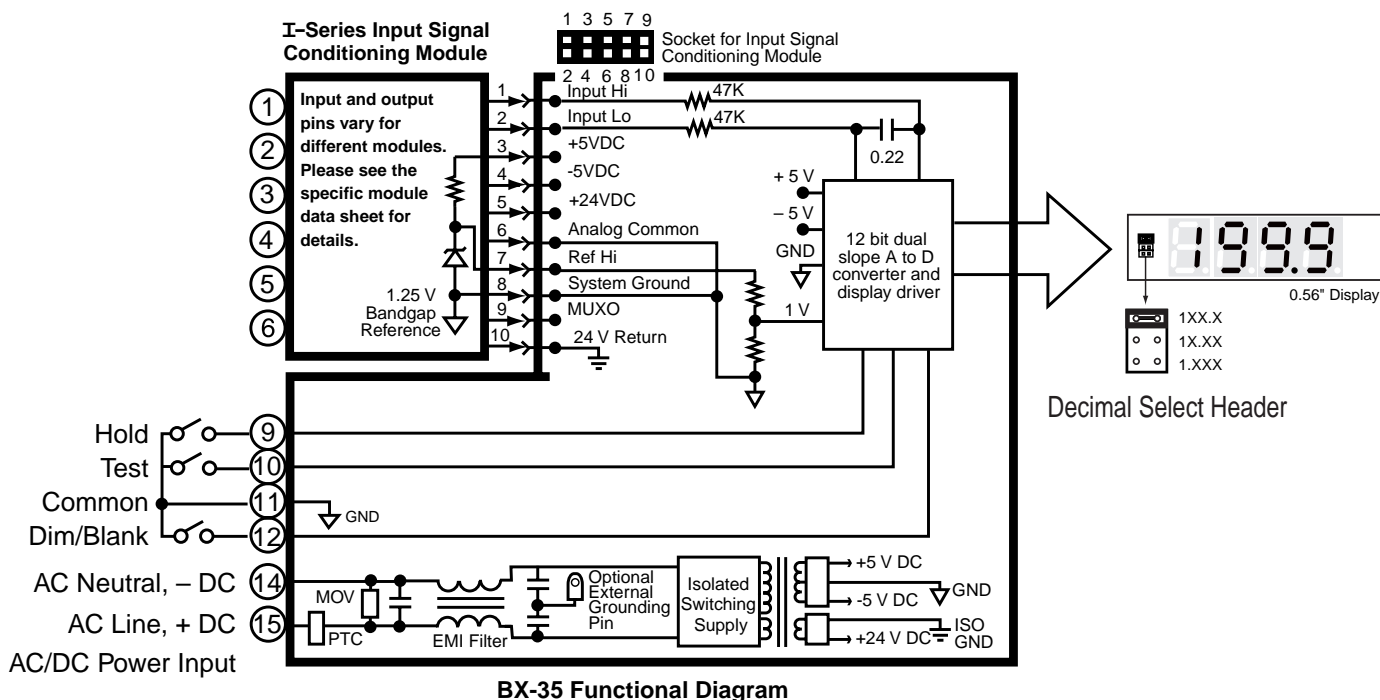 I-Series Input Signal
Conditioning Module
1 3 5 7 9
Socket for Input Signal
Conditioning Module
2 4 6 8 10
1
2
3
4
5
6
Input and output
pins vary for
different modules.
Please see the
specific module
data sheet for
details.
1.25 V
Bandgap
Reference
1
2
3
4
5
6
7
8
9
10
Input Hi
47K
Input Lo
47K
+5VDC
-5VDC
+24VDC
Analog Common
Ref Hi
System Ground
MUXO
24 V Return
0.22
+ 5 V
– 5 V
GND
1 V
12 bit dual
slope A to D
converter and
display driver
199.9
0.56" Display
1XX.X
1X.XX
1.XXX
Decimal Select Header
Hold
9
Test
10
Common
11
GND
Dim/Blank
12
AC Neutral, – DC
14
AC Line, + DC
15
AC/DC Power Input
MOV
PTC
EMI Filter
Optional
External
Grounding
Pin
Isolated
Switching
Supply
+5 V DC
GND
-5 V DC
ISO
GND
+24 V DC
BX-35 Functional Diagram